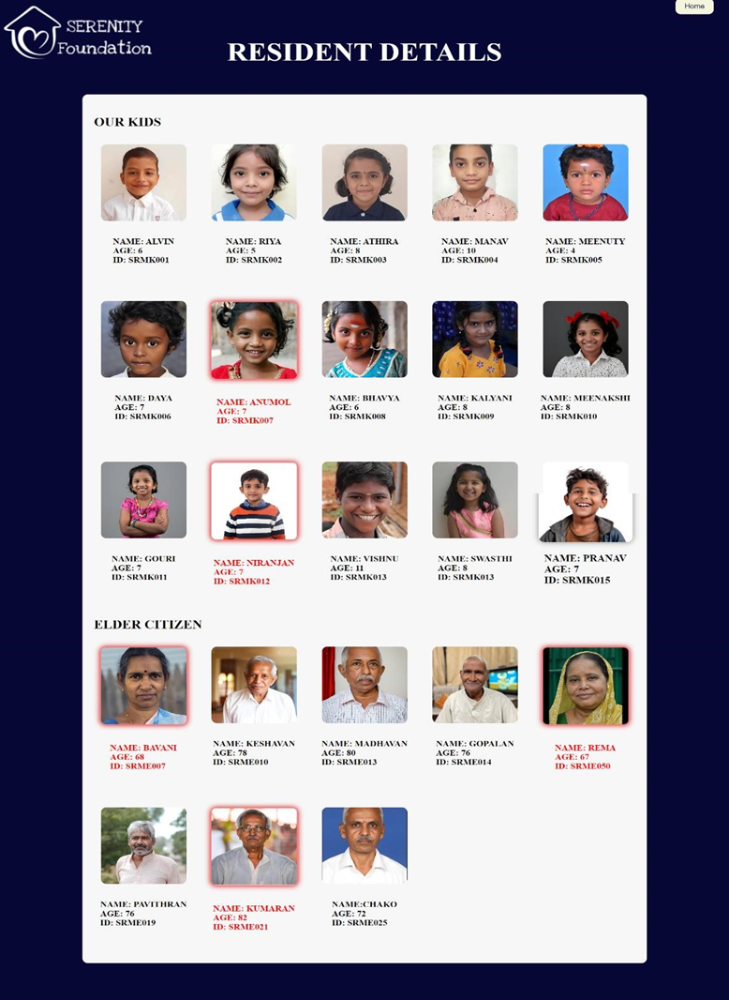 Home
SERENITY
Foundation
RESIDENT DETAILS
OUR KIDS
NAME: ALVIN
AGE: 6
ID: SRMK001
NAME: RIYA
AGE: 5
ID: SRMK002
NAME: ATHIRA
AGE: 8
ID: SRMK003
NAME: MANAV
AGE: 10
ID: SRMK004
NAME: MEENUTY
AGE: 4
ID: SRMK005
NAME: DAYA
AGE: 7
ID: SRMK006
NAME: ANUMOL
AGE: 7
ID: SRMK007
NAME: BHAVYA
AGE: 6
ID: SRMK008
NAME: KALYANI
AGE: 8
ID: SRMK009
NAME: MEENAKSHI
AGE: 8
ID: SRMK010
NAME: GOURI
AGE: 7
ID: SRMK011
NAME: NIRANJAN
AGE: 7
ID: SRMK012
NAME: VISHNU
AGE: 11
ID: SRMK013
NAME: SWASTHI
AGE: 8
ID: SRMK013
NAME: PRANAV
AGE: 7
ID: SRMK015
ELDER CITIZEN
NAME: BAVANI
AGE: 68
ID: SRME007
NAME: KESHAVAN
AGE: 78
ID: SRME010
NAME: MADHAVAN
AGE: 80
ID: SRME013
NAME: GOPALAN
AGE: 76
ID: SRME014
NAME: REMA
AGE: 67
ID: SRME050
NAME: PAVITHRAN
AGE: 76
ID: SRME019
NAME: KUMARAN
AGE: 82
ID: SRME021
NAME:CHAKO
AGE: 72
ID: SRME025